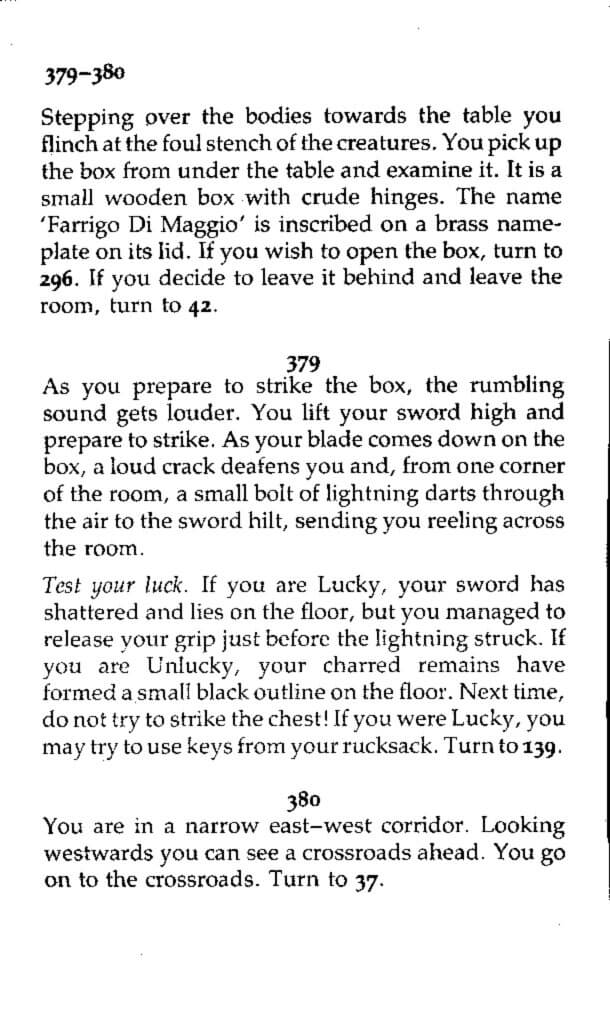 379–380
Stepping over the bodies towards the table you
flinch at the foul stench of the creatures. You pick up
the box from under the table and examine it. It is a
small wooden box with crude hinges. The name
‘Farrigo Di Maggio’ is inscribed on a brass name-
plate on its lid. If you wish to open the box, turn to
296. If you decide to leave it behind and leave the
room, turn to 42.
379
As you prepare to strike the box, the rumbling
sound gets louder. You lift your sword high and
prepare to strike. As your blade comes down on the
box, a loud crack deafens you and, from one corner
of the room, a small bolt of lightning darts through
the air to the sword hilt, sending you reeling across
the room.
Test your luck. If you are Lucky, your sword has
shattered and lies on the floor, but you managed to
release your grip just before the lightning struck. If
you are Unlucky, your charred remains have
formed a small black outline on the floor. Next time,
do not try to strike the chest! If you were Lucky, you
may try to use keys from your rucksack. Turn to 139.
380
You are in a narrow east–west corridor. Looking
westwards you can see a crossroads ahead. You go
on to the crossroads. Turn to 37.